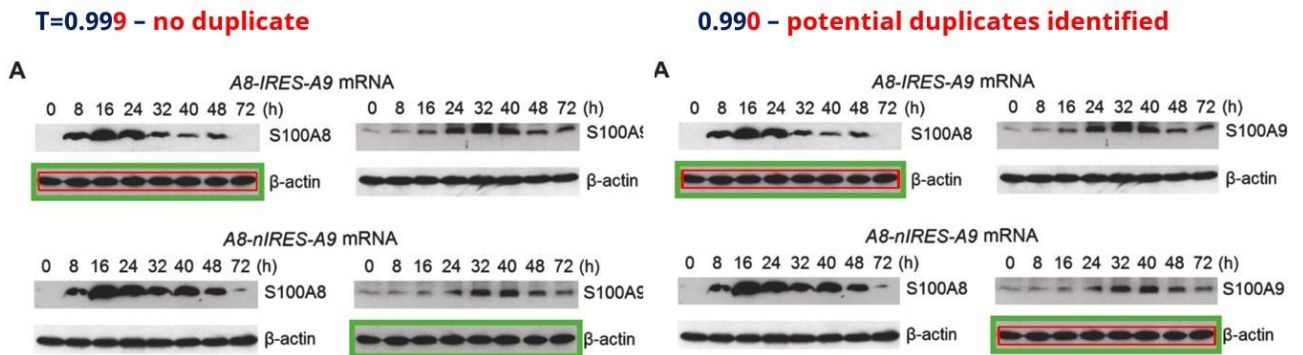 T=0.999 – no duplicate
A
A8-IRES-A9 mRNA
0 8 16 24 32 40 48 72 (h)
S100A8
β-actin
0 8 16 24 32 40 48 72
S100A9
β-actin
A8-nIRES-A9 mRNA
0 8 16 24 32 40 48 72 (h)
S100A8
β-actin
0 8 16 24 32 40 48 72 (h)
S100A9
β-actin
0.990 – potential duplicates identified
A
A8-IRES-A9 mRNA
0 8 16 24 32 40 48 72 (h)
S100A8
β-actin
0 8 16 24 32 40 48 72 (h)
S100A9
β-actin
A8-nIRES-A9 mRNA
0 8 16 24 32 40 48 72 (h)
S100A8
β-actin
0 8 16 24 32 40 48 72 (h)
S100A9
β-actin